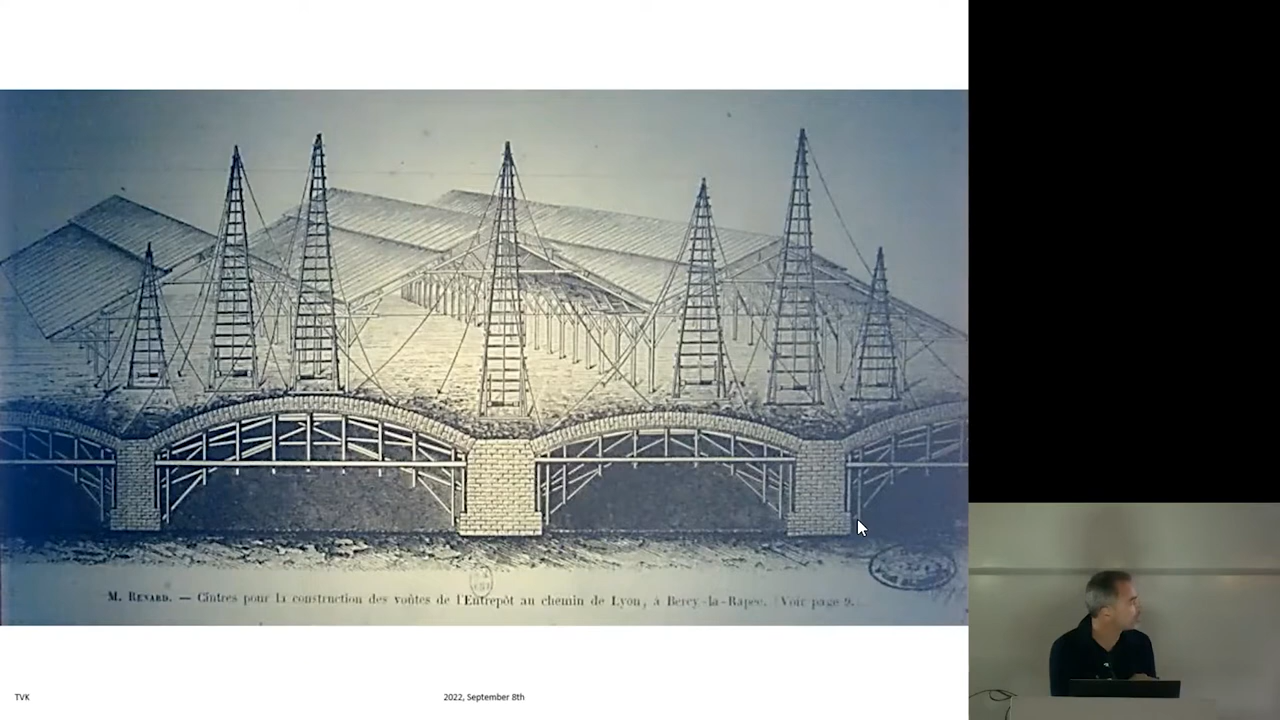 M. RENARD. — Cintres pour la construction des voûtes de l'Entrepôt au chemin de Lyon, à Bercy-la-Rapée. (Voir page 9.
TVK
2022, September 8th